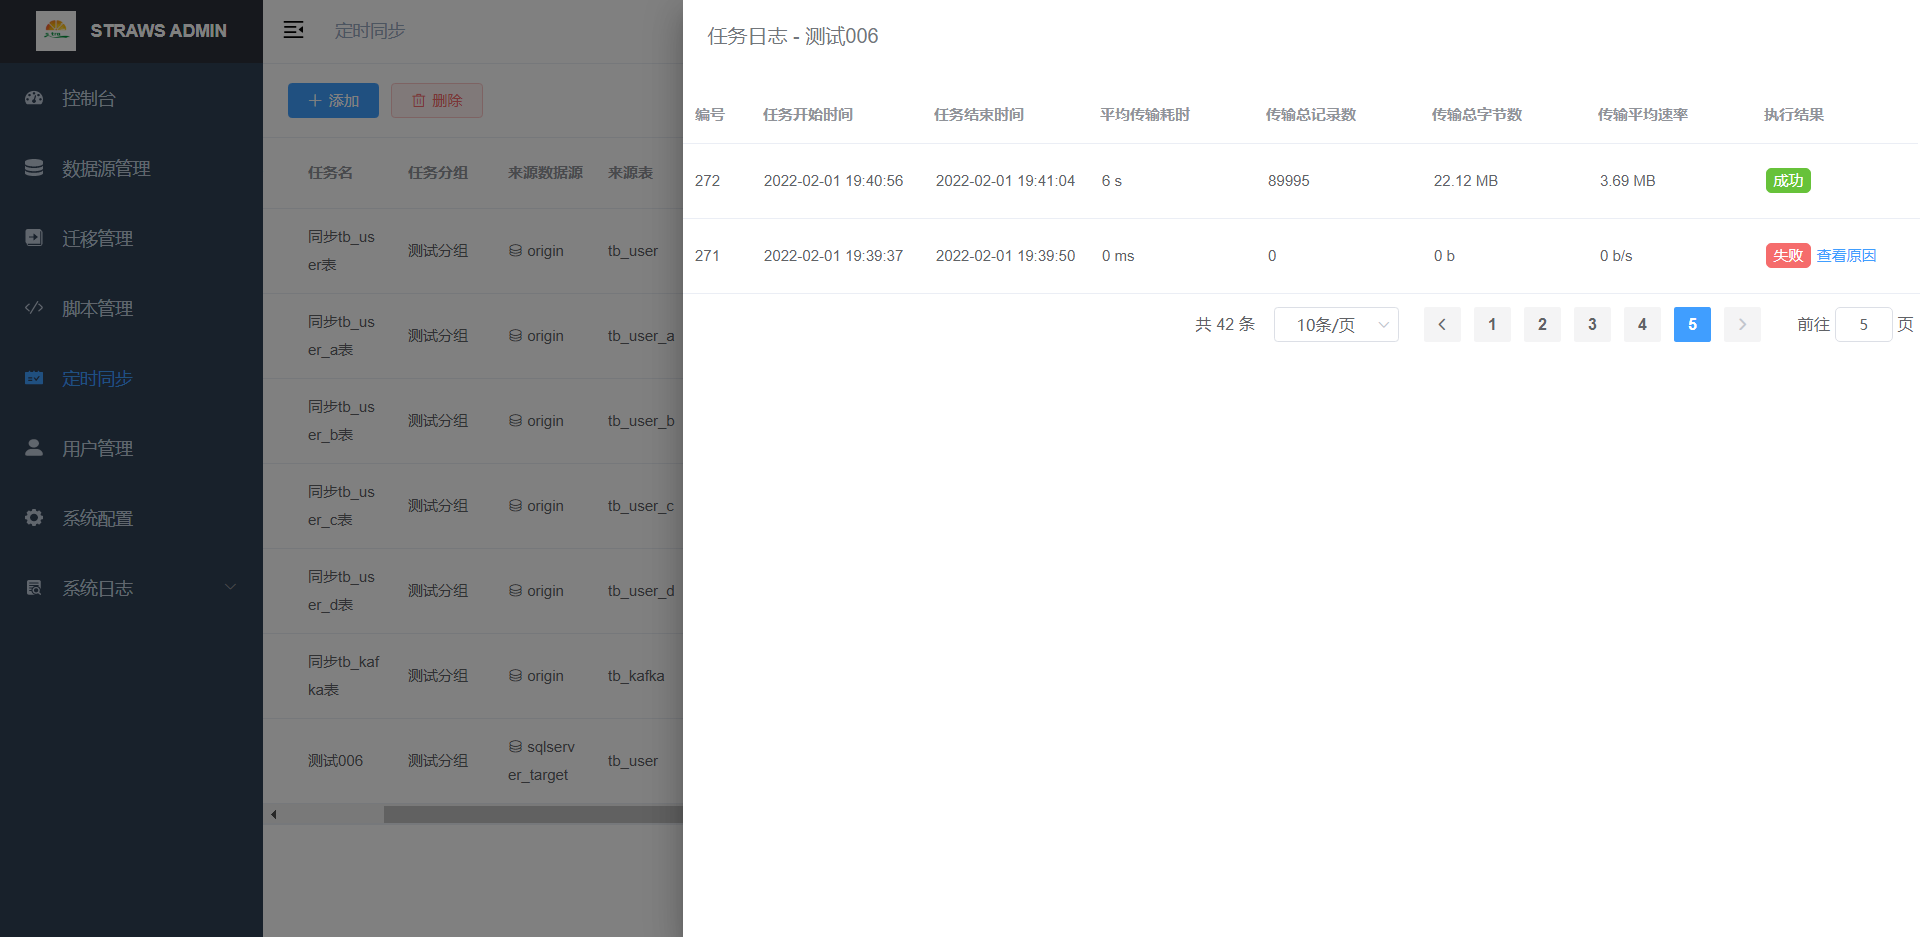 STRAWS ADMIN
控制台
数据源管理
迁移管理
脚本管理
定时同步
用户管理
系统配置
系统日志
定时同步
添加 删除
任务名 任务分组 来源数据源 来源表
同步tb_us
er表 测试分组 origin tb_user
同步tb_us
er_a表 测试分组 origin tb_user_a
同步tb_us
er_b表 测试分组 origin tb_user_b
同步tb_us
er_c表 测试分组 origin tb_user_c
同步tb_us
er_d表 测试分组 origin tb_user_d
同步tb_kaf
ka表 测试分组 origin tb_kafka
测试006 测试分组 sqlserv
er_target tb_user
任务日志 - 测试006
编号 任务开始时间 任务结束时间 平均传输耗时 传输总记录数 传输总字节数 传输平均速率 执行结果
272 2022-02-01 19:40:56 2022-02-01 19:41:04 6 s 89995 22.12 MB 3.69 MB 成功
271 2022-02-01 19:39:37 2022-02-01 19:39:50 0 ms 0 0 b 0 b/s 失败 查看原因
共 42 条 10条/页 1 2 3 4 5 前往 5 页